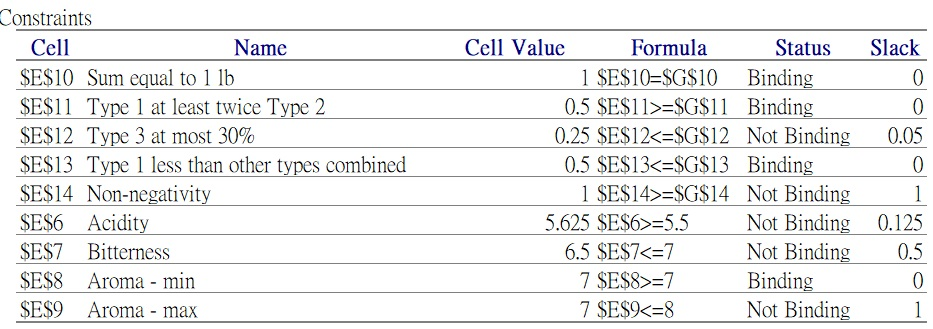 Constraints
Cell Name Cell Value Formula Status Slack
$E$10 Sum equal to 1 lb 1 $E$10=$G$10 Binding 0
$E$11 Type 1 at least twice Type 2 0.5 $E$11>=$G$11 Binding 0
$E$12 Type 3 at most 30% 0.25 $E$12<=$G$12 Not Binding 0.05
$E$13 Type 1 less than other types combined 0.5 $E$13<=$G$13 Binding 0
$E$14 Non-negativity 1 $E$14>=$G$14 Not Binding 1
$E$6 Acidity 5.625 $E$6>=5.5 Not Binding 0.125
$E$7 Bitterness 6.5 $E$7<=7 Not Binding 0.5
$E$8 Aroma - min 7 $E$8>=7 Binding 0
$E$9 Aroma - max 7 $E$9<=8 Not Binding 1